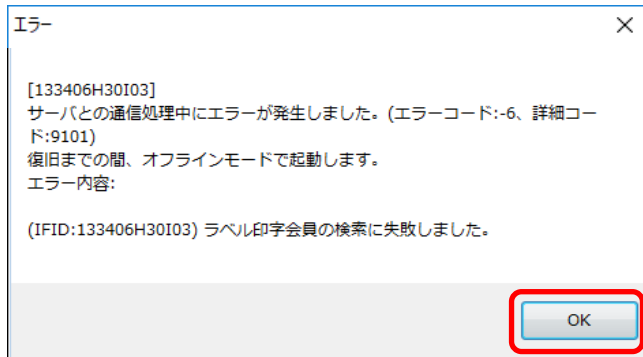 エラー
[133406H30I03]
サーバとの通信処理中にエラーが発生しました。(エラーコード:-6、詳細コー
ド:9101)
復旧までの間、オフラインモードで起動します。
エラー内容:
(IFID:133406H30I03) ラベル印字会員の検索に失敗しました。
OK